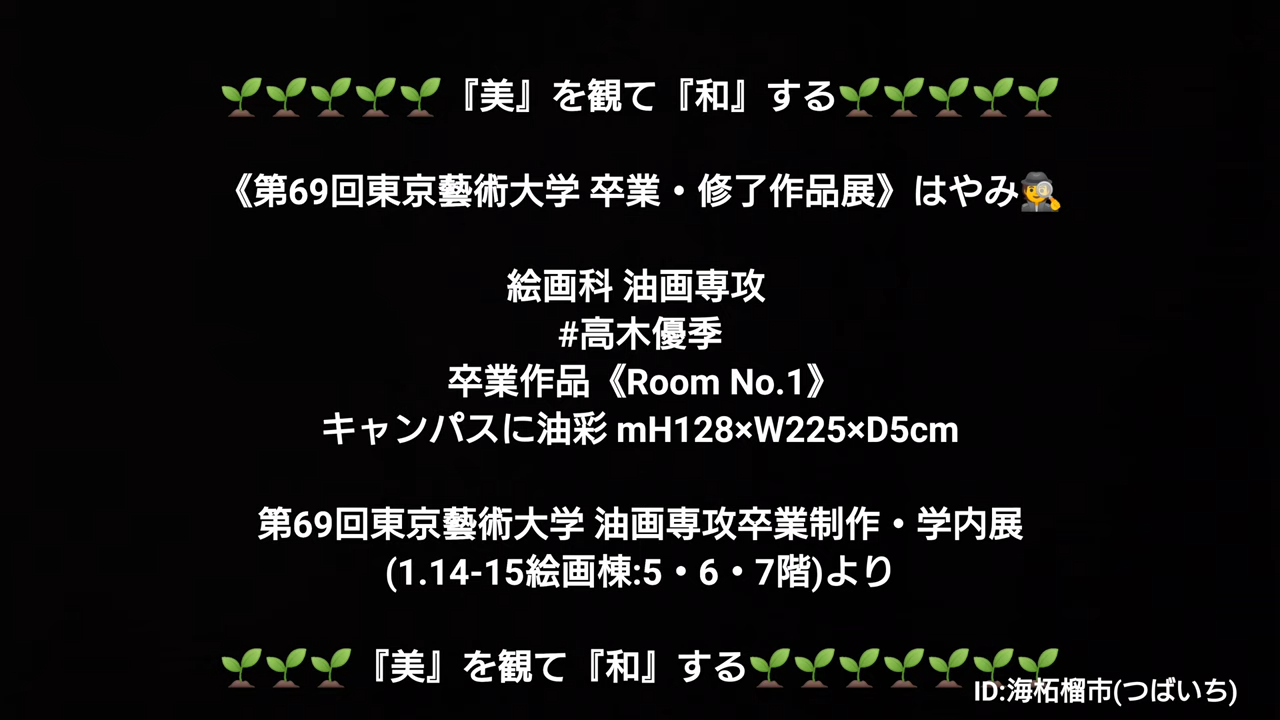 🌱🌱🌱🌱🌱『美』を観て『和』する🌱🌱🌱🌱🌱
《第69回東京藝術大学 卒業・修了作品展》はやみ🕵
絵画科 油画専攻
#高木優季
卒業作品《Room No.1》
キャンパスに油彩 mH128×W225×D5cm
第69回東京藝術大学 油画専攻卒業制作・学内展
(1.14-15絵画棟:5・6・7階)より
🌱🌱🌱『美』を観て『和』する🌱🌱🌱🌱🌱🌱🌱
ID:海柘榴市(つばいち)